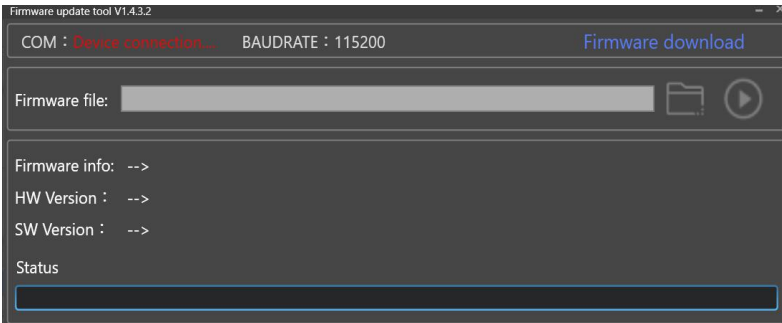 Firmware update tool V1.4.3.2
COM：Device connection... BAUDRATE：115200 Firmware download
Firmware file:
Firmware info: -->
HW Version： -->
SW Version： -->
Status